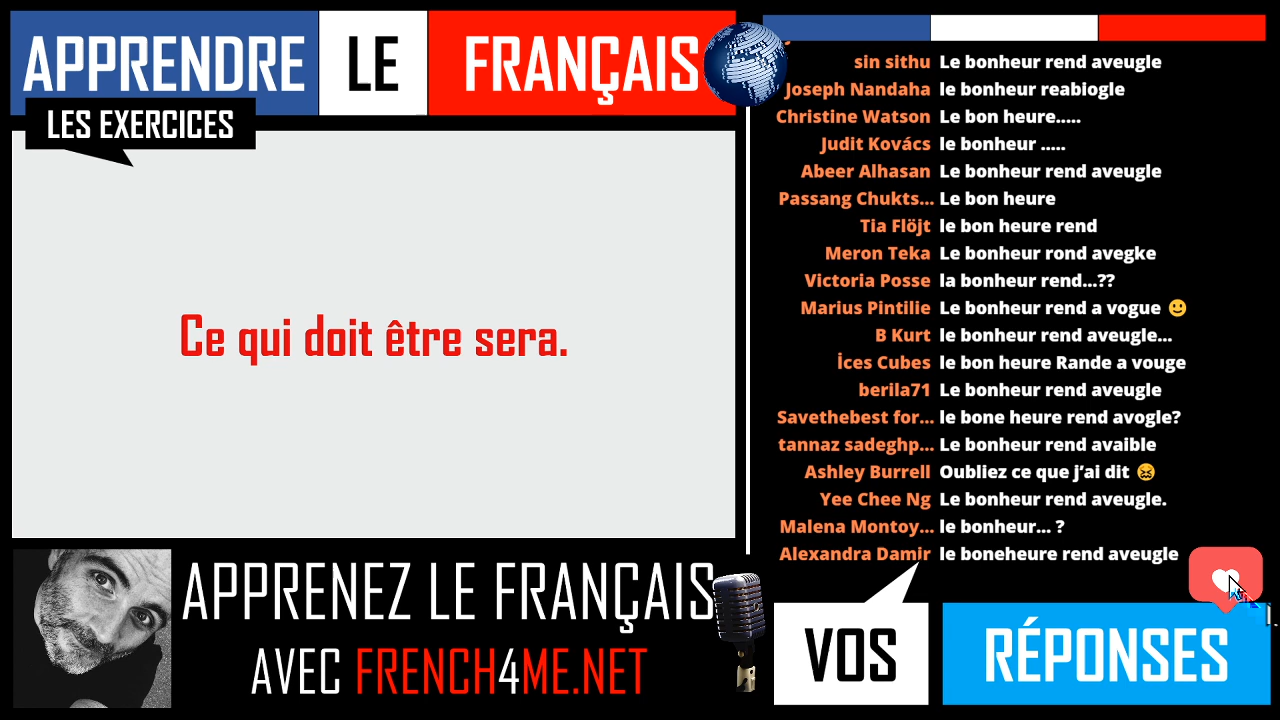 APPRENDRE LE FRANÇAIS
LES EXERCICES
Ce qui doit être sera.
APPRENEZ LE FRANÇAIS
AVEC FRENCH4ME.NET
sin sithu Le bonheur rend aveugle
Joseph Nandaha le bonheur reabiogle
Christine Watson Le bon heure.....
Judit Kovács le bonheur .....
Abeer Alhasan Le bonheur rend aveugle
Passang Chukts... Le bon heure
Tia Flöjt le bon heure rend
Meron Teka Le bonheur rond avegke
Victoria Posse la bonheur rend...??
Marius Pintilie Le bonheur rend a vogue 🙂
B Kurt le bonheur rend aveugle...
İces Cubes le bon heure Rande a vouge
berila71 Le bonheur rend aveugle
Savethebest for... le bone heure rend avogle?
tannaz sadeghp... Le bonheur rend avaible
Ashley Burrell Oubliez ce que j’ai dit 😖
Yee Chee Ng Le bonheur rend aveugle.
Malena Montoy... le bonheur... ?
Alexandra Damir le boneheure rend aveugle
VOS RÉPONSES